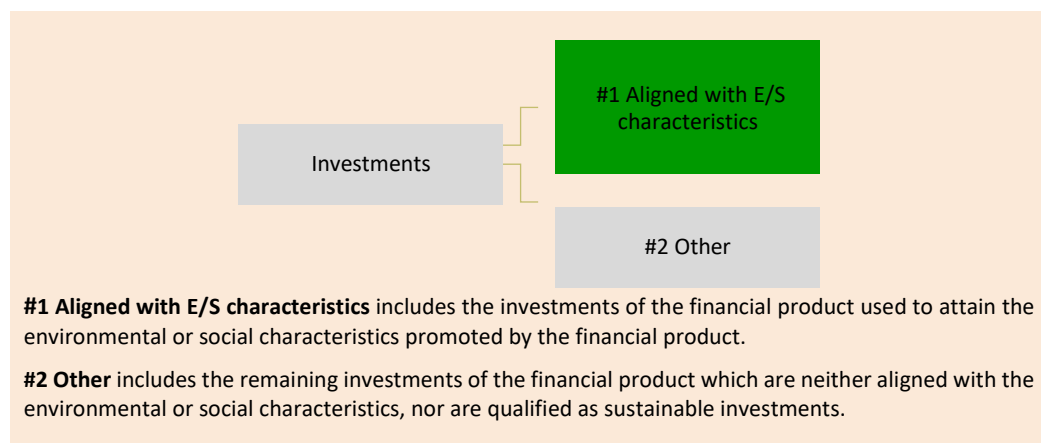 #1 Aligned with E/S
characteristics
Investments
#2 Other
#1 Aligned with E/S characteristics includes the investments of the financial product used to attain the
environmental or social characteristics promoted by the financial product.
#2 Other includes the remaining investments of the financial product which are neither aligned with the
environmental or social characteristics, nor are qualified as sustainable investments.